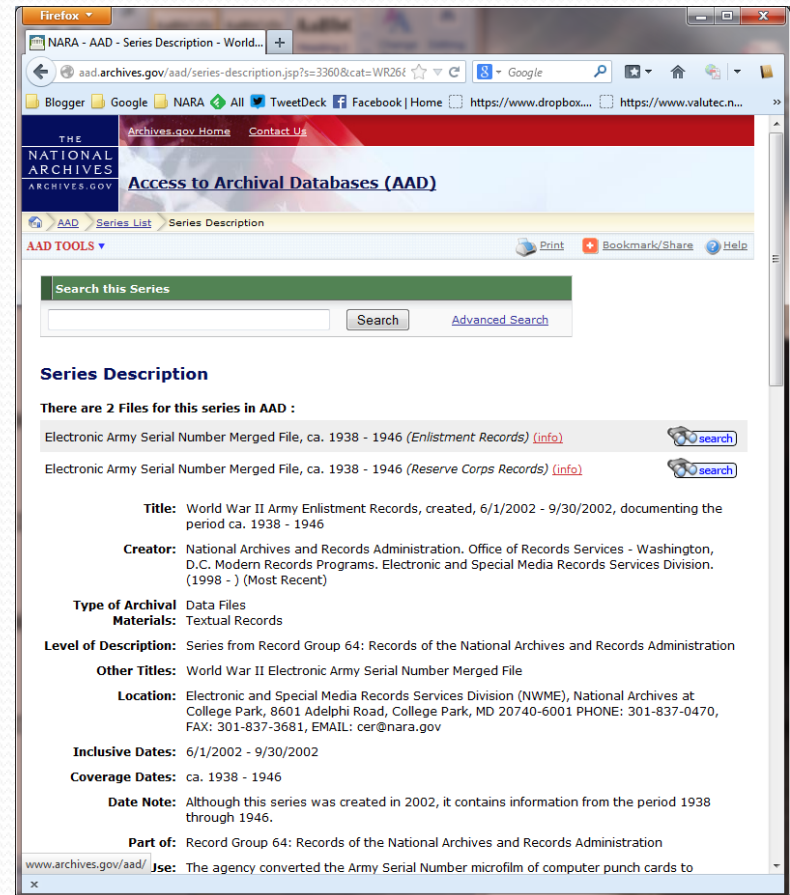 Firefox
NARA - AAD - Series Description - World...
aad.archives.gov/aad/series-description.jsp?s=3360&cat=WR26
Google
Blogger Google NARA All TweetDeck Facebook | Home https://www.dropbox.... https://www.valutec.n... »
THE
NATIONAL
ARCHIVES
ARCHIVES.GOV
Archives.gov Home Contact Us
Access to Archival Databases (AAD)
AAD Series List Series Description
AAD TOOLS Print Bookmark/Share Help
Search this Series
Search Advanced Search
Series Description
There are 2 Files for this series in AAD :
Electronic Army Serial Number Merged File, ca. 1938 - 1946 (Enlistment Records) (info) search
Electronic Army Serial Number Merged File, ca. 1938 - 1946 (Reserve Corps Records) (info) search
Title: World War II Army Enlistment Records, created, 6/1/2002 - 9/30/2002, documenting the
period ca. 1938 - 1946
Creator: National Archives and Records Administration. Office of Records Services - Washington,
D.C. Modern Records Programs. Electronic and Special Media Records Services Division.
(1998 - ) (Most Recent)
Type of Archival Data Files
Materials: Textual Records
Level of Description: Series from Record Group 64: Records of the National Archives and Records Administration
Other Titles: World War II Electronic Army Serial Number Merged File
Location: Electronic and Special Media Records Services Division (NWME), National Archives at
College Park, 8601 Adelphi Road, College Park, MD 20740-6001 PHONE: 301-837-0470,
FAX: 301-837-3681, EMAIL: cer@nara.gov
Inclusive Dates: 6/1/2002 - 9/30/2002
Coverage Dates: ca. 1938 - 1946
Date Note: Although this series was created in 2002, it contains information from the period 1938
through 1946.
Part of: Record Group 64: Records of the National Archives and Records Administration
www.archives.gov/aad/ Use: The agency converted the Army Serial Number microfilm of computer punch cards to